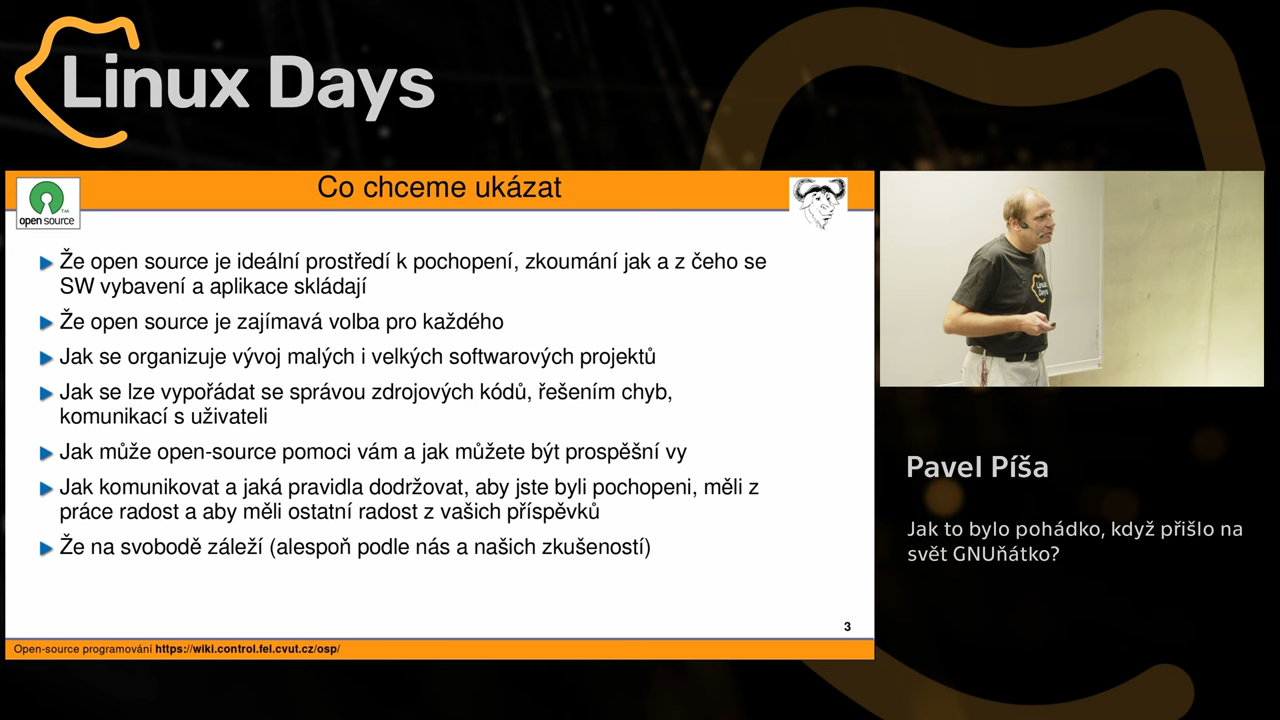 Linux Days
Co chceme ukázat
open source
TM
Že open source je ideální prostředí k pochopení, zkoumání jak a z čeho se
SW vybavení a aplikace skládají
Že open source je zajímavá volba pro každého
Jak se organizuje vývoj malých i velkých softwarových projektů
Jak se lze vypořádat se správou zdrojových kódů, řešením chyb,
komunikací s uživateli
Jak může open-source pomoci vám a jak můžete být prospěšní vy
Jak komunikovat a jaká pravidla dodržovat, aby jste byli pochopeni, měli z
práce radost a aby měli ostatní radost z vašich příspěvků
Že na svobodě záleží (alespoň podle nás a našich zkušeností)
3
Open-source programování https://wiki.control.fel.cvut.cz/osp/
Linux
Days
Pavel Píša
Jak to bylo pohádko, když přišlo na
svět GNUňátko?